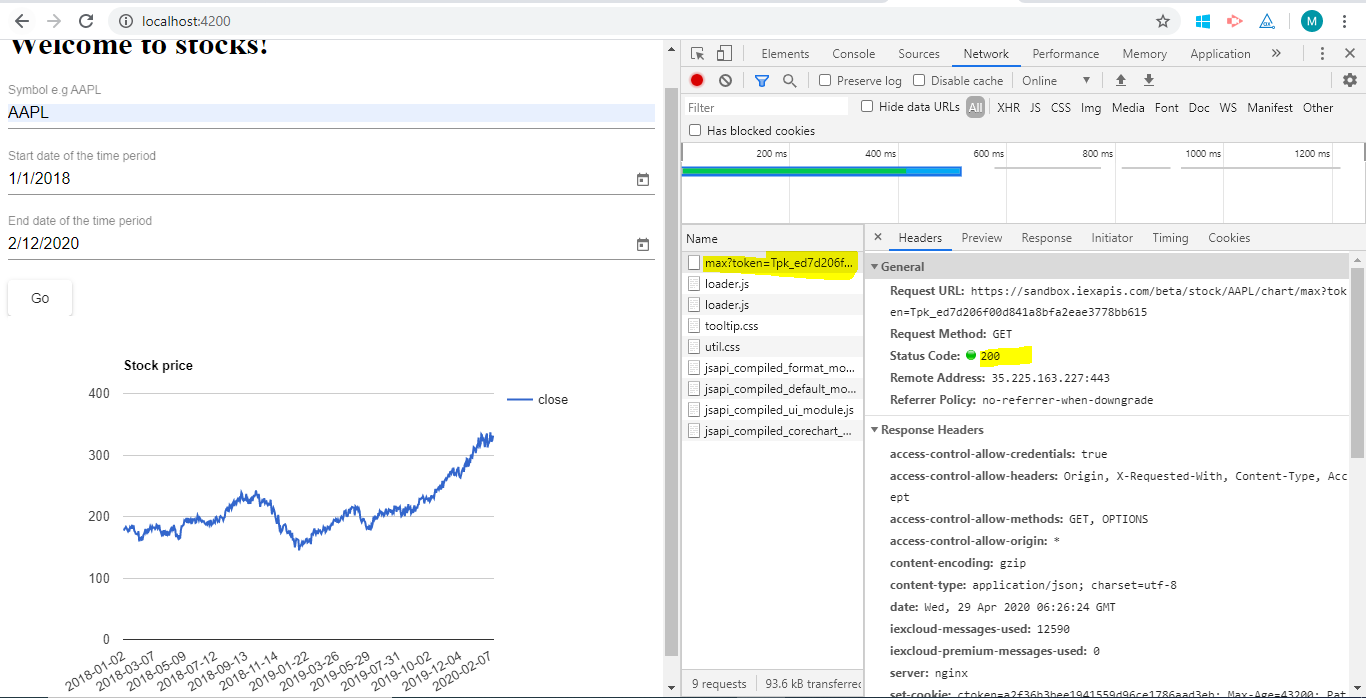 localhost:4200
M
Welcome to stocks!
Symbol e.g AAPL
AAPL
Start date of the time period
1/1/2018
End date of the time period
2/12/2020
Go
Stock price
400
300
200
100
0
close
2018-01-02
2018-03-07
2018-05-09
2018-07-12
2018-09-13
2018-11-14
2019-01-22
2019-03-26
2019-05-29
2019-07-31
2019-10-02
2019-12-04
2020-02-07
Elements Console Sources Network Performance Memory Application »
Preserve log Disable cache Online
Filter Hide data URLs All XHR JS CSS Img Media Font Doc WS Manifest Other
Has blocked cookies
200 ms 400 ms 600 ms 800 ms 1000 ms 1200 ms
Name
max?token=Tpk_ed7d206f...
loader.js
loader.js
tooltip.css
util.css
jsapi_compiled_format_mo...
jsapi_compiled_default_mo...
jsapi_compiled_ui_module.js
jsapi_compiled_corechart_...
9 requests 93.6 kB transferred
Headers Preview Response Initiator Timing Cookies
General
Request URL: https://sandbox.iexapis.com/beta/stock/AAPL/chart/max?tok
en=Tpk_ed7d206f00d841a8bfa2eae3778bb615
Request Method: GET
Status Code: 200
Remote Address: 35.225.163.227:443
Referrer Policy: no-referrer-when-downgrade
Response Headers
access-control-allow-credentials: true
access-control-allow-headers: Origin, X-Requested-With, Content-Type, Acc
ept
access-control-allow-methods: GET, OPTIONS
access-control-allow-origin: *
content-encoding: gzip
content-type: application/json; charset=utf-8
date: Wed, 29 Apr 2020 06:26:24 GMT
iexcloud-messages-used: 12590
iexcloud-premium-messages-used: 0
server: nginx
set-cookie: ctoken=a2f36b3bee1941559d96ce1786aad3eb; Max-Age=43200; Pat